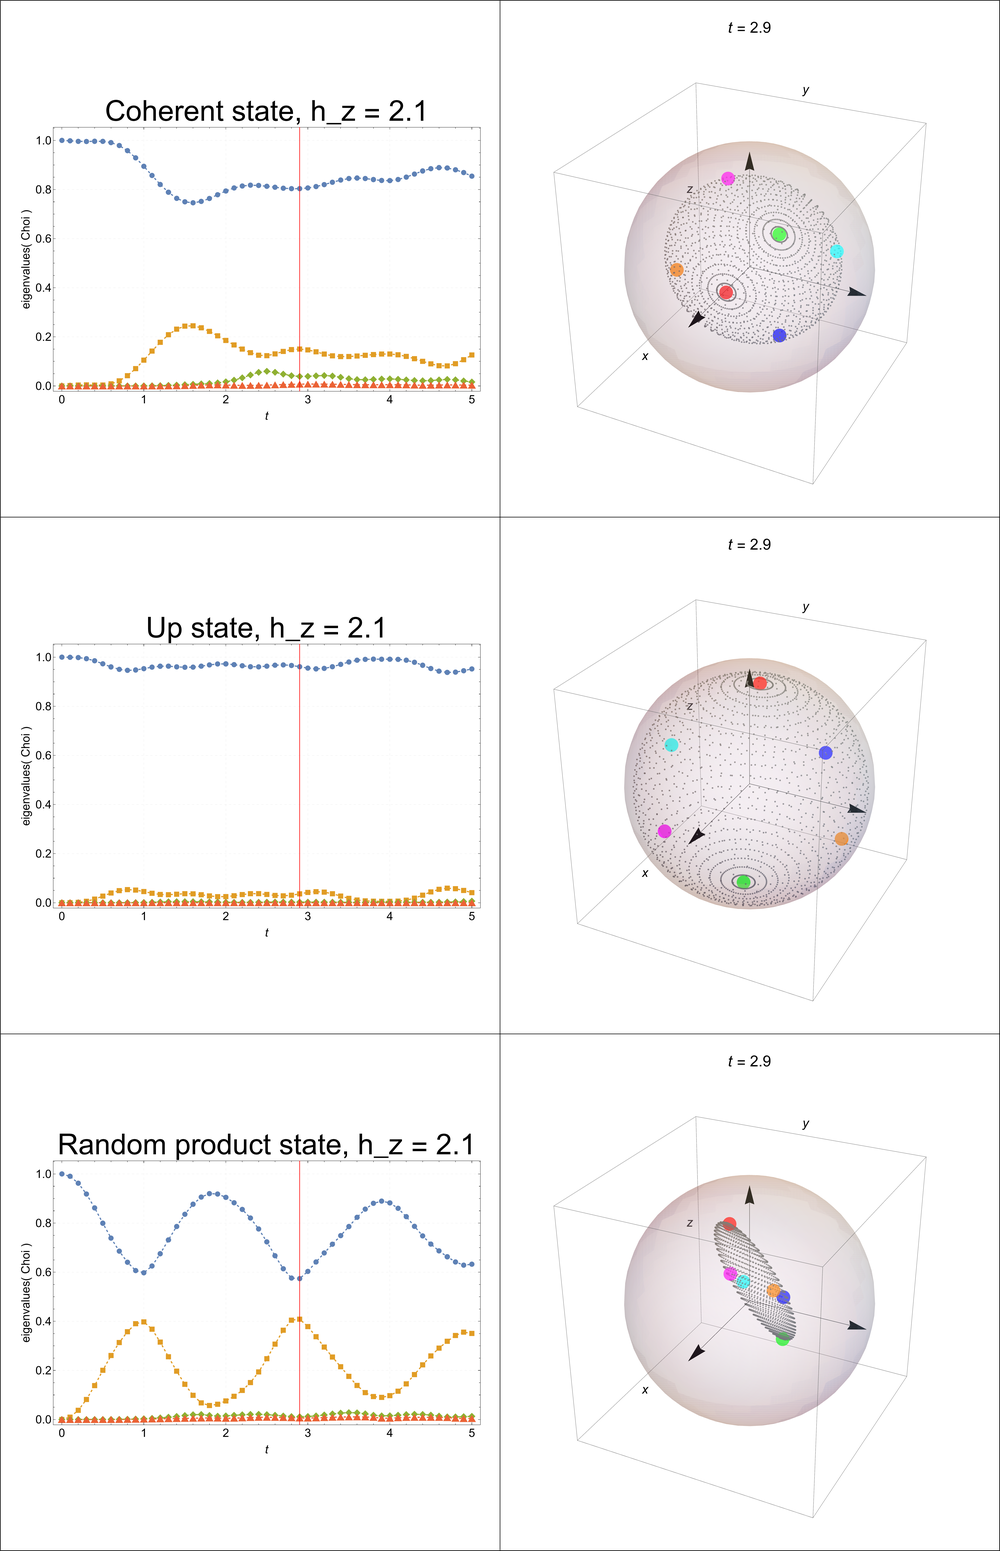 t = 2.9
y
z
x
Coherent state, h_z = 2.1
1.0
0.8
0.6
0.4
0.2
0.0
eigenvalues( Choi )
0 1 2 3 4 5
t
t = 2.9
y
z
x
Up state, h_z = 2.1
1.0
0.8
0.6
0.4
0.2
0.0
eigenvalues( Choi )
0 1 2 3 4 5
t
t = 2.9
y
z
x
Random product state, h_z = 2.1
1.0
0.8
0.6
0.4
0.2
0.0
eigenvalues( Choi )
0 1 2 3 4 5
t